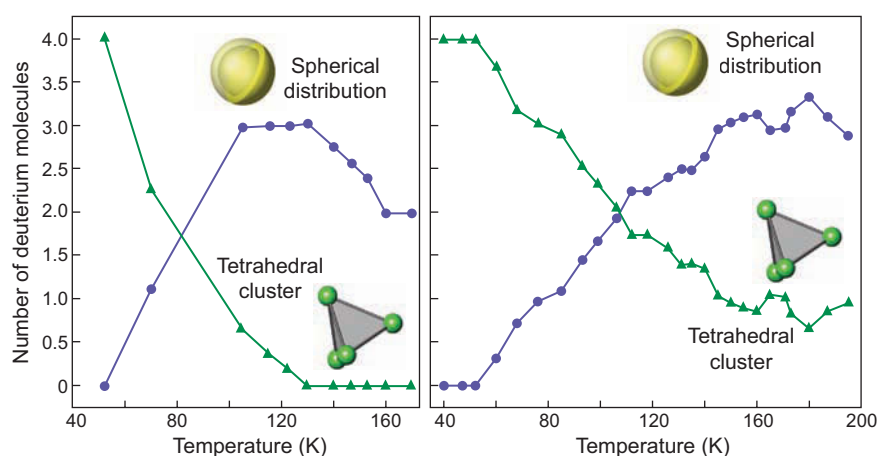 Number of deuterium molecules
4.0
3.5
3.0
2.5
2.0
1.5
1.0
0.5
0
Spherical
distribution
Tetrahedral
cluster
40
80
120
160
Temperature (K)
Spherical
distribution
Tetrahedral
cluster
40
80
120
160
200
Temperature (K)